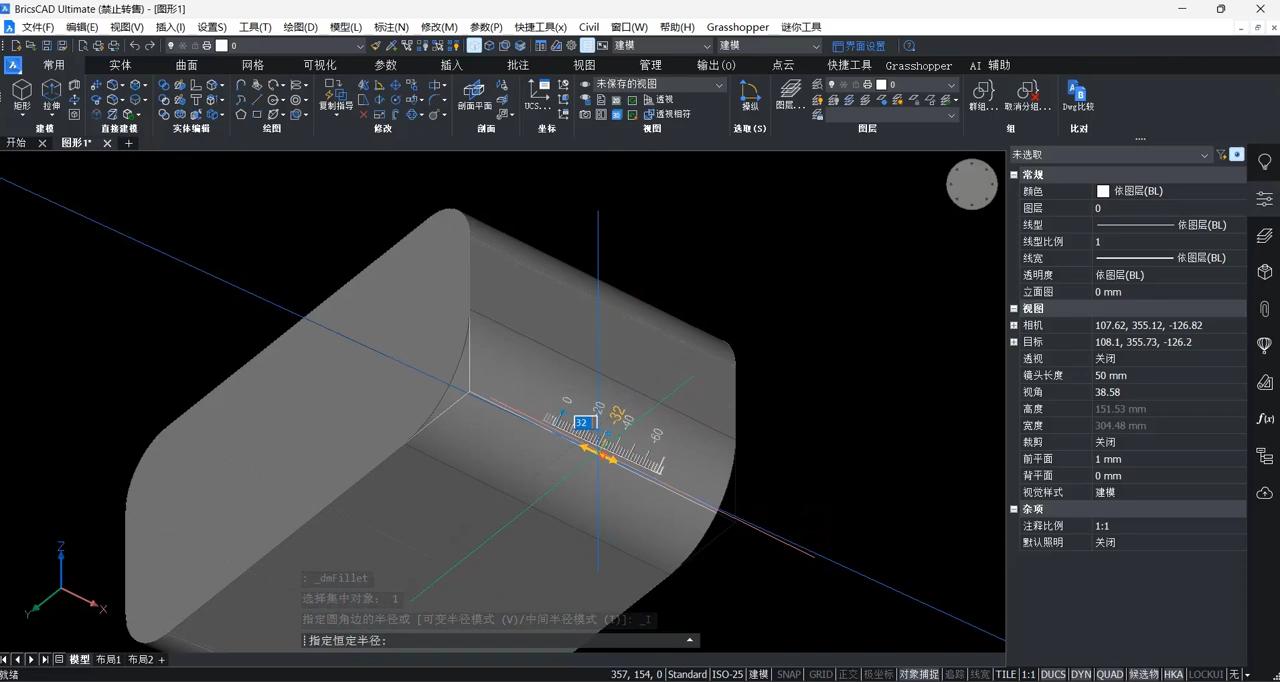 BricsCAD Ultimate (禁止转售) - [图形1]
文件(F) 编辑(E) 视图(V) 插入(I) 设置(S) 工具(T) 绘图(D) 模型(L) 标注(N) 修改(M) 参数(P) 快捷工具(x) Civil 窗口(W) 帮助(H) Grasshopper 迷你工具
0 建模 建模 界面设置
常用 实体 曲面 网格 可视化 参数 插入 批注 视图 管理 输出(O) 点云 快捷工具 Grasshopper AI 辅助
矩形 拉伸 复制指导 剖面平面 UCS... 未保存的视图 透视 透视相符 操纵 图层... 0 群组... 取消分组... Dwg比较
建模 直接建模 实体编辑 绘图 修改 剖面 坐标 视图 选取(S) 图层 组 比对
开始 图形1*
未选取
常规
颜色 依图层(BL)
图层 0
线型 依图层(BL)
线型比例 1
线宽 依图层(BL)
透明度 依图层(BL)
立面图 0 mm
视图
相机 107.62, 355.12, -126.82
目标 108.1, 355.73, -126.2
透视 关闭
镜头长度 50 mm
视角 38.58
高度 151.53 mm
宽度 304.48 mm
裁剪 关闭
前平面 1 mm
背平面 0 mm
视觉样式 建模
杂项
注释比例 1:1
默认照明 关闭
0 -20 -32 -40 -60
32
Z
X
Y
: _dmFillet
选择集中对象: 1
指定圆角边的半径或 [可变半径模式 (V)/中间半径模式 (I)]: _I
指定恒定半径:
模型 布局1 布局2 +
就绪 357, 154, 0 Standard ISO-25 建模 SNAP GRID 正交 极坐标 对象捕捉 追踪 线宽 TILE 1:1 DUCS DYN QUAD 候选物 HKA LOCKUI 无